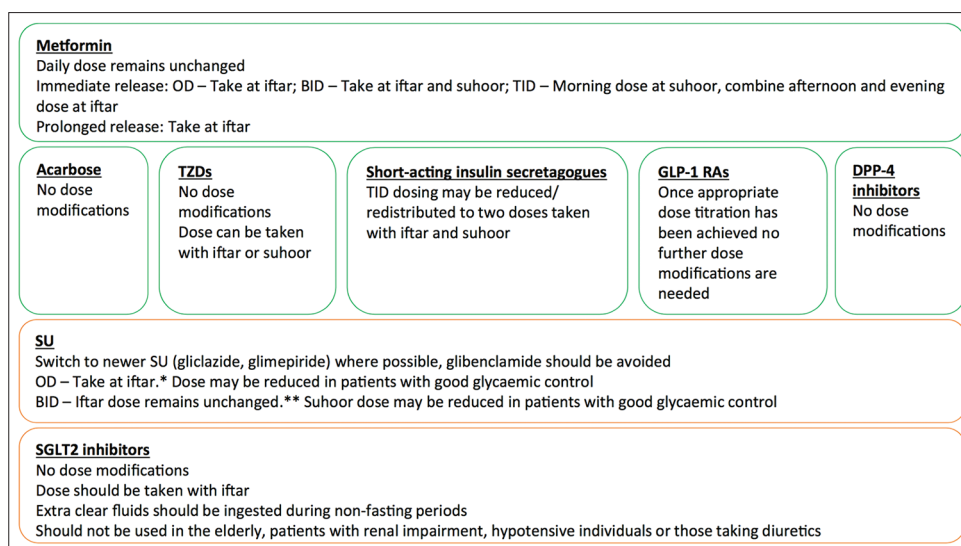 Metformin
Daily dose remains unchanged
Immediate release: OD – Take at iftar; BID – Take at iftar and suhoor; TID – Morning dose at suhoor, combine afternoon and evening
dose at iftar
Prolonged release: Take at iftar
Acarbose
No dose
modifications
TZDs
No dose
modifications
Dose can be taken
with iftar or suhoor
Short-acting insulin secretagogues
TID dosing may be reduced/
redistributed to two doses taken
with iftar and suhoor
GLP-1 RAs
Once appropriate
dose titration has
been achieved no
further dose
modifications are
needed
DPP-4
inhibitors
No dose
modifications
SU
Switch to newer SU (gliclazide, glimepiride) where possible, glibenclamide should be avoided
OD – Take at iftar.* Dose may be reduced in patients with good glycaemic control
BID – Iftar dose remains unchanged.** Suhoor dose may be reduced in patients with good glycaemic control
SGLT2 inhibitors
No dose modifications
Dose should be taken with iftar
Extra clear fluids should be ingested during non-fasting periods
Should not be used in the elderly, patients with renal impairment, hypotensive individuals or those taking diuretics